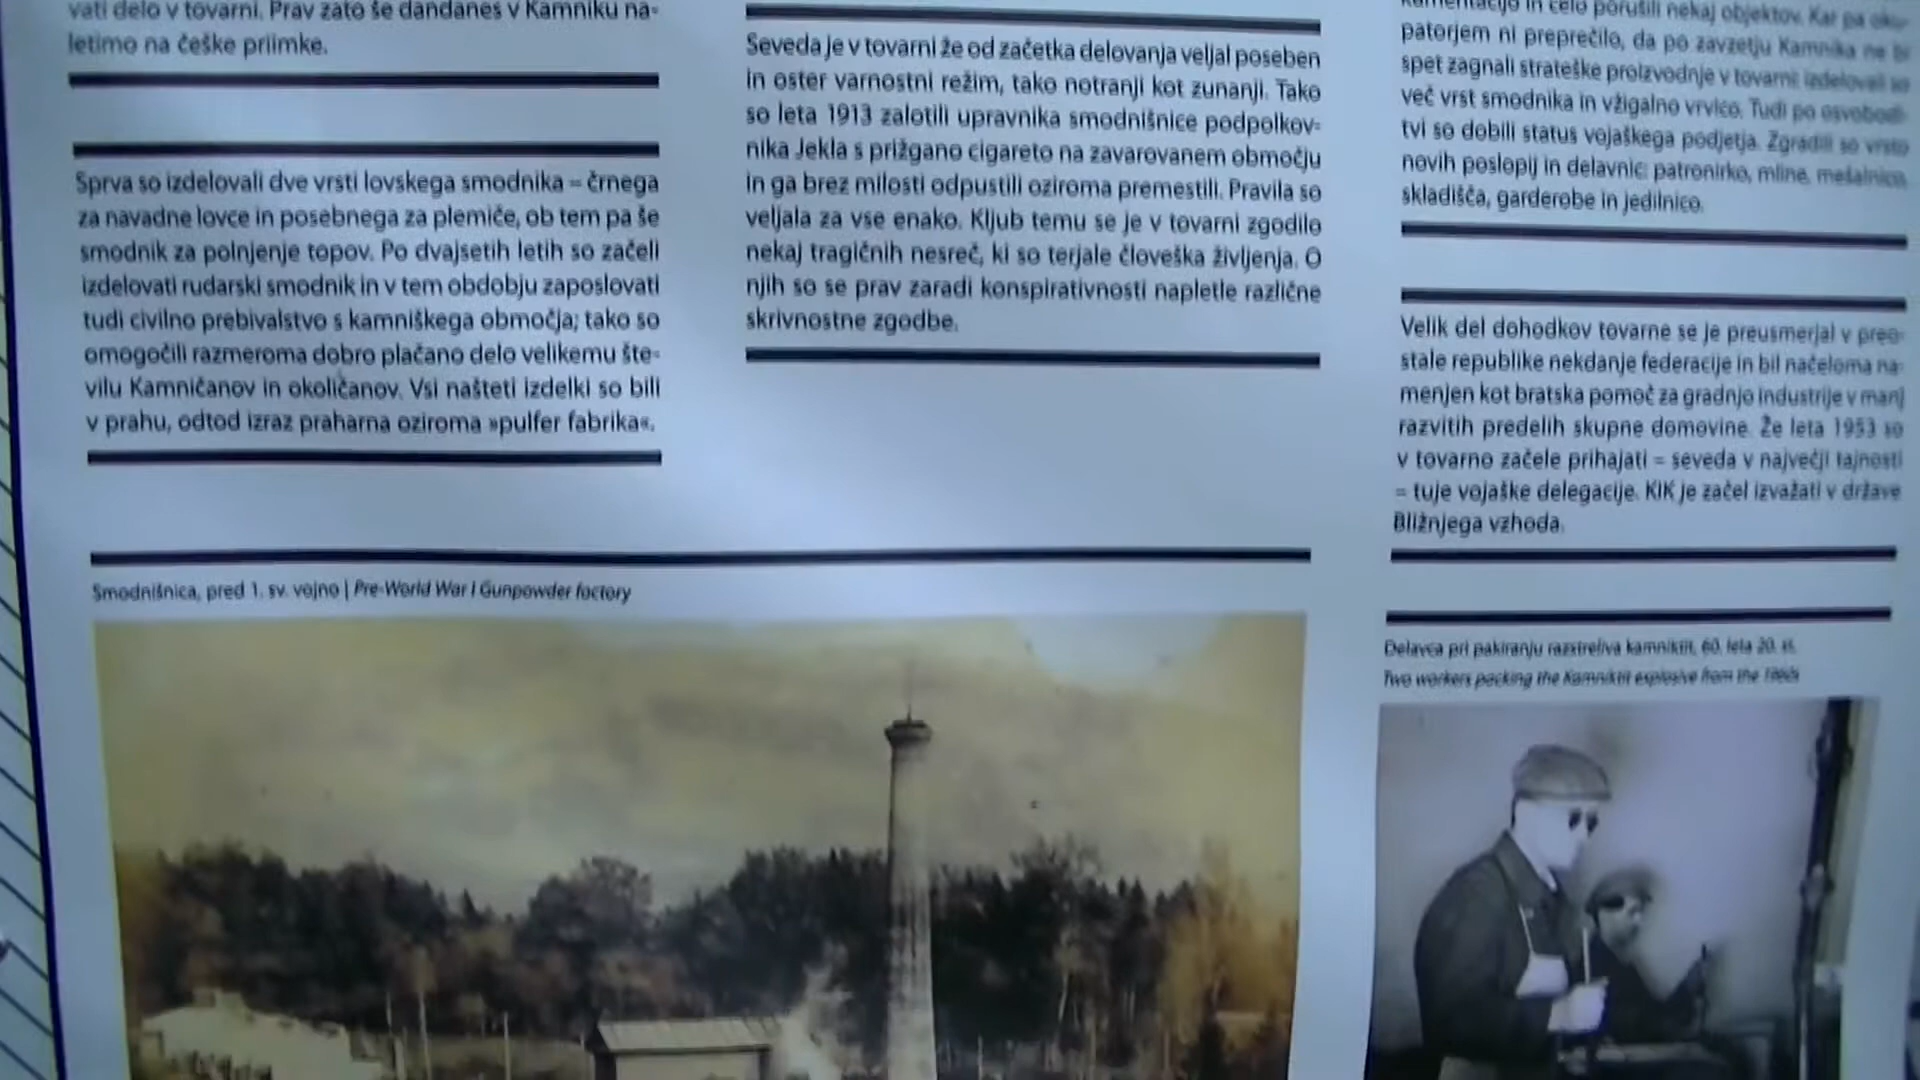 vati delo v tovarni. Prav zato še dandanes v Kamniku na-
letimo na češke priimke.
Sprva so izdelovali dve vrsti lovskega smodnika – črnega
za navadne lovce in posebnega za plemiče, ob tem pa še
smodnik za polnjenje topov. Po dvajsetih letih so začeli
izdelovati rudarski smodnik in v tem obdobju zaposlovati
tudi civilno prebivalstvo s kamniškega območja; tako so
omogočili razmeroma dobro plačano delo velikemu šte-
vilu Kamničanov in okoličanov. Vsi našteti izdelki so bili
v prahu, odtod izraz praharna oziroma »pulfer fabrika«.
Seveda je v tovarni že od začetka delovanja veljal poseben
in oster varnostni režim, tako notranji kot zunanji. Tako
so leta 1913 zalotili upravnika smodnišnice podpolkov-
nika Jekla s prižgano cigareto na zavarovanem območju
in ga brez milosti odpustili oziroma premestili. Pravila so
veljala za vse enako. Kljub temu se je v tovarni zgodilo
nekaj tragičnih nesreč, ki so terjale človeška življenja. O
njih so se prav zaradi konspirativnosti napletle različne
skrivnostne zgodbe.
kumentacijo in celo porušili nekaj objektov. Kar pa oku-
patorjem ni preprečilo, da po zavzetju Kamnika ne bi
spet zagnali strateške proizvodnje v tovarni: izdelovali so
več vrst smodnika in vžigalno vrvico. Tudi po osvobodi-
tvi so dobili status vojaškega podjetja. Zgradili so vrsto
novih poslopij in delavnic: patronirko, mline, mešalnico,
skladišča, garderobe in jedilnico.
Velik del dohodkov tovarne se je preusmerjal v preo-
stale republike nekdanje federacije in bil načeloma na-
menjen kot bratska pomoč za gradnjo industrije v manj
razvitih predelih skupne domovine. Že leta 1953 so
v tovarno začele prihajati – seveda v največji tajnosti
– tuje vojaške delegacije. KIK je začel izvažati v države
Bližnjega vzhoda.
Smodnišnica, pred 1. sv. vojno | Pre-World War I Gunpowder factory
Delavca pri pakiranju razstreliva kamniktit, 60. leta 20. st.
Two workers packing the Kamniktit explosive from the 1960s